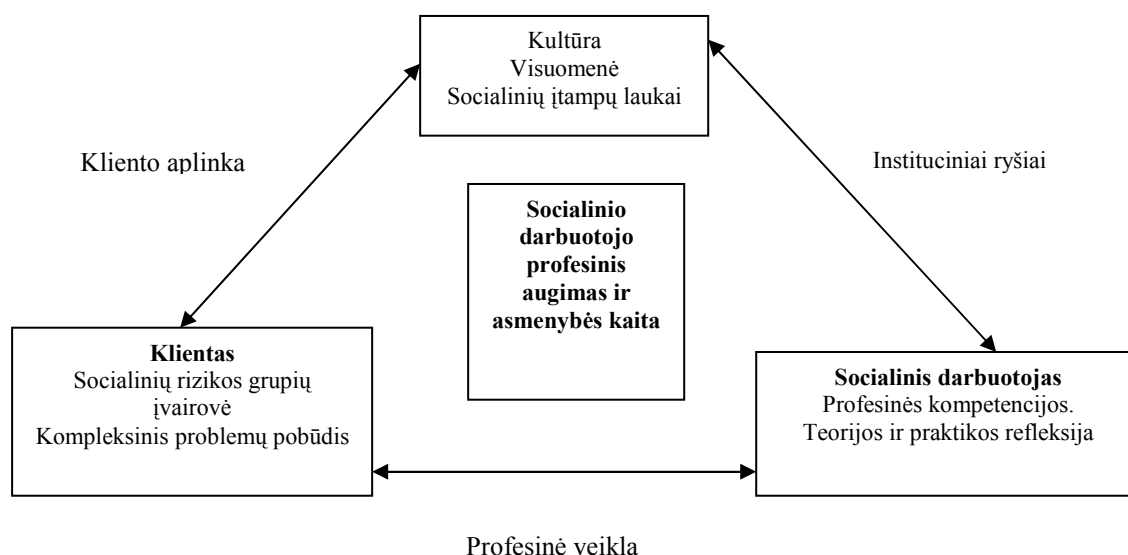 Kultūra
Visuomenė
Socialinių įtampų laukai
Kliento aplinka
Instituciniai ryšiai
Socialinio
darbuotojo
profesinis
augimas ir
asmenybės kaita
Klientas
Socialinių rizikos grupių
įvairovė
Kompleksinis problemų pobūdis
Socialinis darbuotojas
Profesinės kompetencijos.
Teorijos ir praktikos refleksija
Profesinė veikla